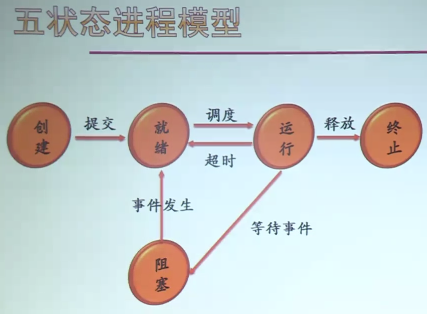 五状态进程模型
创建
提交
就绪
调度
超时
运行
释放
终止
事件发生
等待事件
阻塞